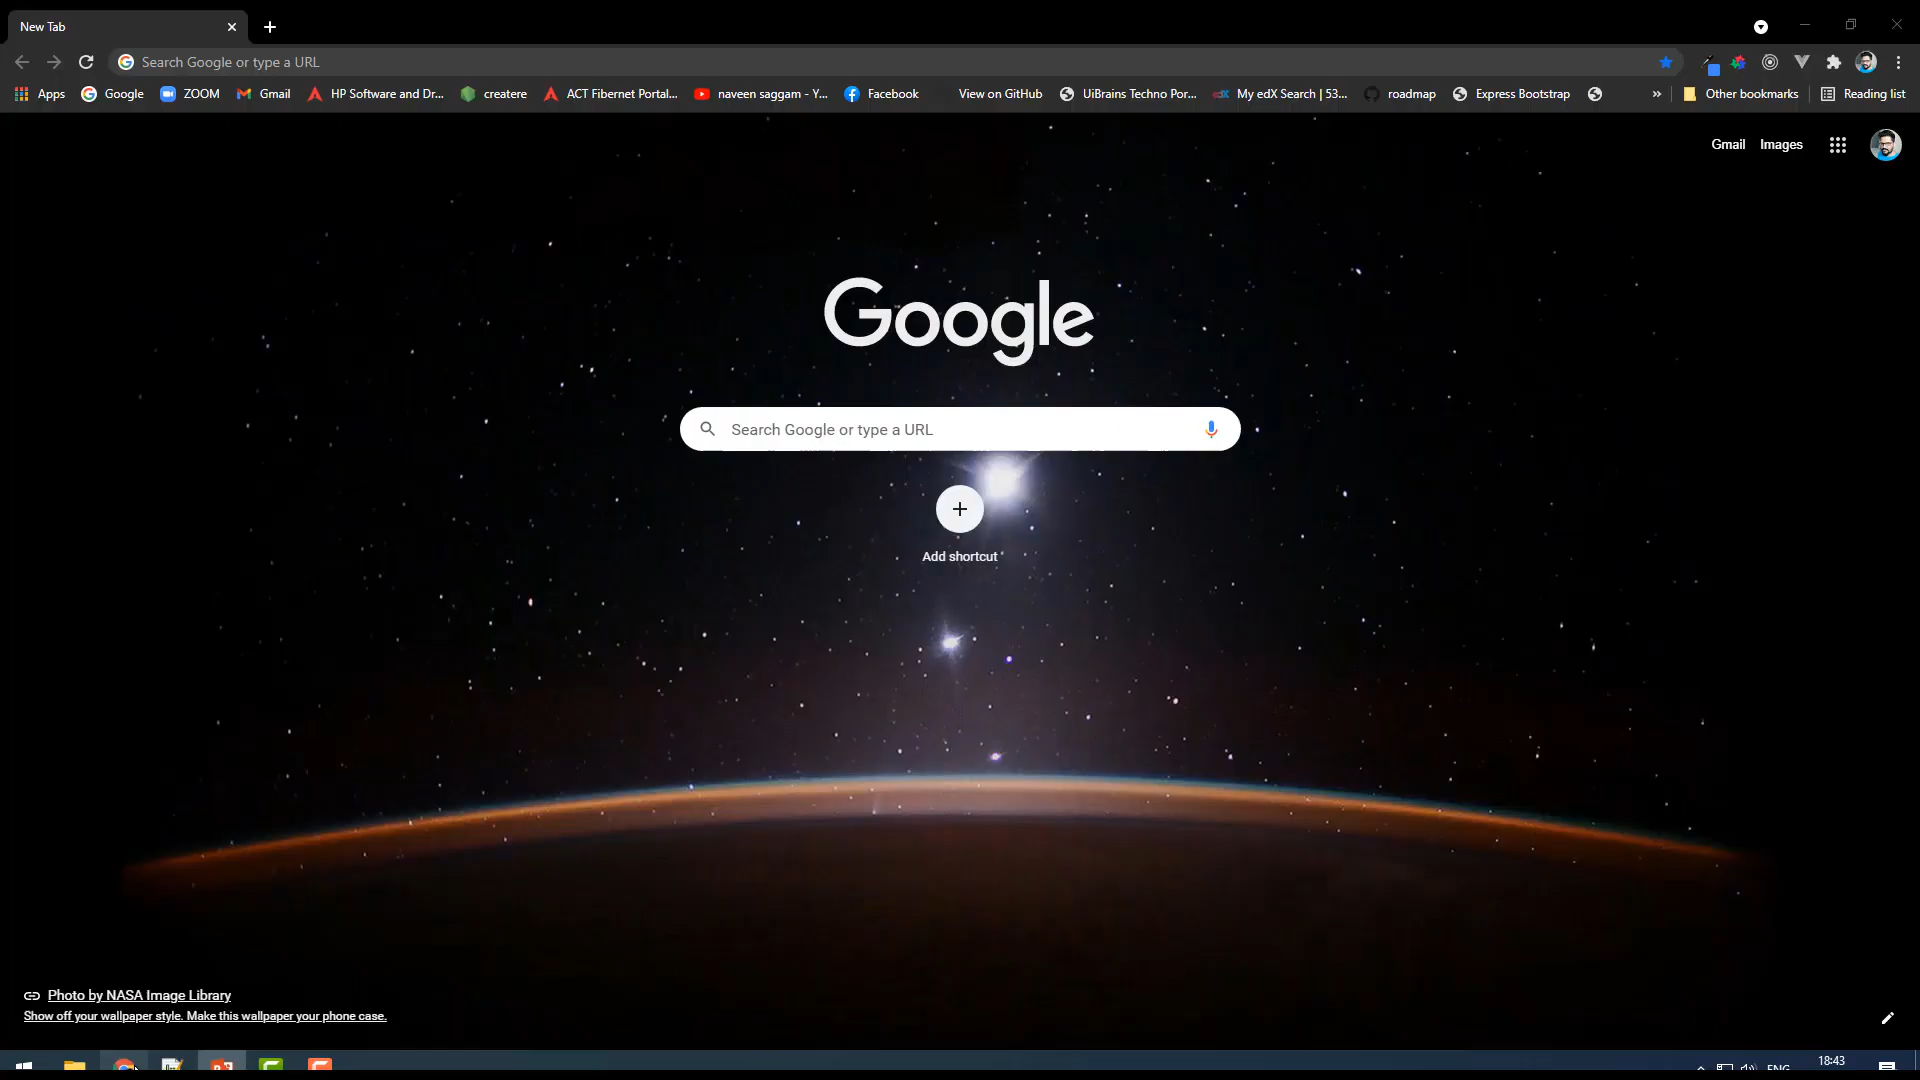 New Tab
Search Google or type a URL
Apps Google ZOOM Gmail HP Software and Dr... createre ACT Fibernet Portal... naveen saggam - Y... Facebook View on GitHub UiBrains Techno Por... My edX Search | 53... roadmap Express Bootstrap » Other bookmarks Reading list
Gmail Images
Google
Search Google or type a URL
Add shortcut
Photo by NASA Image Library
Show off your wallpaper style. Make this wallpaper your phone case.
ENG 18:43